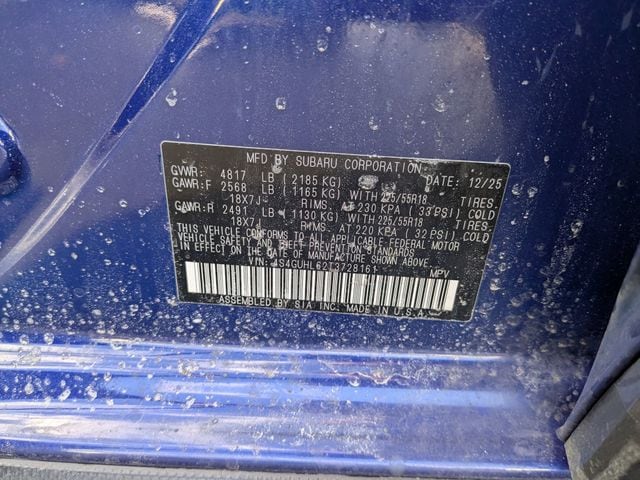 MFD BY SUBARU CORPORATION
GVWR: 4817 LB (2185 KG) DATE: 12/25
GAWR:F 2568 LB (1165 KG) WITH 225/55R18 TIRES
18X7J RIMS, AT 230 KPA (33 PSI) COLD
GAWR:R 2491 LB (1130 KG) WITH 225/55R18 TIRES
18X7J RIMS, AT 220 KPA (32 PSI) COLD
THIS VEHICLE CONFORMS TO ALL APPLICABLE FEDERAL MOTOR
VEHICLE SAFETY AND THEFT PREVENTION STANDARDS
IN EFFECT ON THE DATE OF MANUFACTURE SHOWN ABOVE.
VIN: 4S4GUHL62T3728161 MPV
ASSEMBLED BY SIA INC. MADE IN U.S.A.